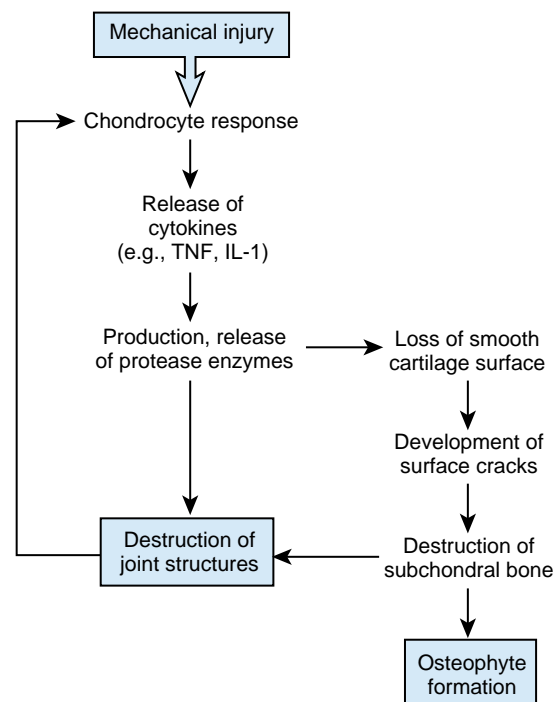 Mechanical injury
Chondrocyte response
Release of
cytokines
(e.g., TNF, IL-1)
Production, release
of protease enzymes
Loss of smooth
cartilage surface
Development of
surface cracks
Destruction of
joint structures
Destruction of
subchondral bone
Osteophyte
formation